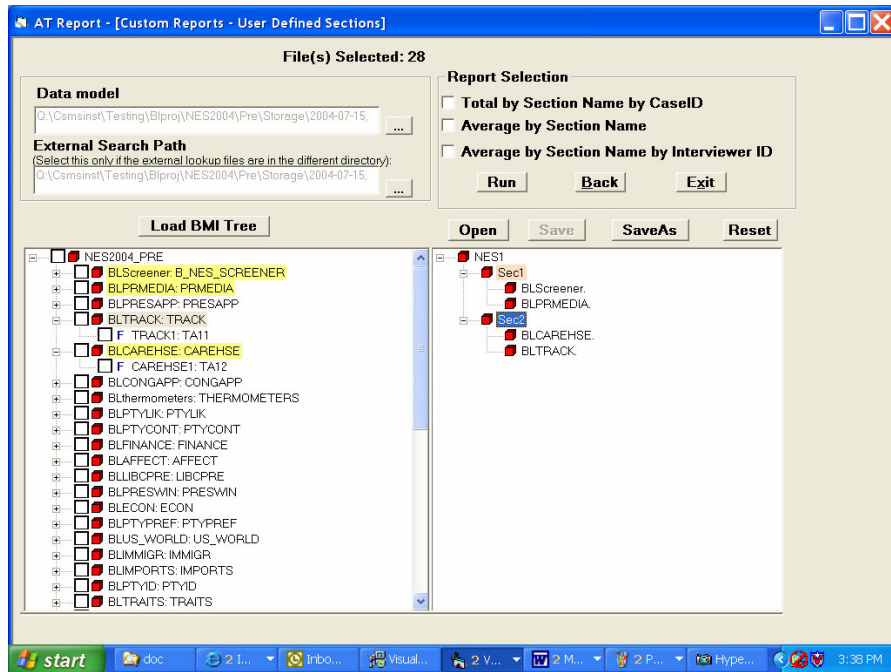 AT Report - [Custom Reports - User Defined Sections]
File(s) Selected: 28
Data model
Q:\Csmsinst\Testing\Blproj\NES2004\Pre\Storage\2004-07-15,
...
External Search Path
(Select this only if the external lookup files are in the different directory):
Q:\Csmsinst\Testing\Blproj\NES2004\Pre\Storage\2004-07-15,
...
Report Selection
Total by Section Name by CaseID
Average by Section Name
Average by Section Name by Interviewer ID
Run Back Exit
Load BMI Tree
Open Save SaveAs Reset
NES2004_PRE
BLScreener: B_NES_SCREENER
BLPRMEDIA: PRMEDIA
BLPRESAPP: PRESAPP
BLTRACK: TRACK
F TRACK1: TA11
BLCAREHSE: CAREHSE
F CAREHSE1: TA12
BLCONGAPP: CONGAPP
BLthermometers: THERMOMETERS
BLPTYLIK: PTYLIK
BLPTYCONT: PTYCONT
BLFINANCE: FINANCE
BLAFFECT: AFFECT
BLLIBCPRE: LIBCPRE
BLPRESWIN: PRESWIN
BLECON: ECON
BLPTYPREF: PTYPREF
BLUS_WORLD: US_WORLD
BLIMMIGR: IMMIGR
BLIMPORTS: IMPORTS
BLPTYID: PTYID
BLTRAITS: TRAITS
NES1
Sec1
BLScreener.
BLPRMEDIA.
Sec2
BLCAREHSE.
BLTRACK.
start doc 2 I... Inbo... Visual... 2 V... 2 M... 2 P... Hype... 3:38 PM